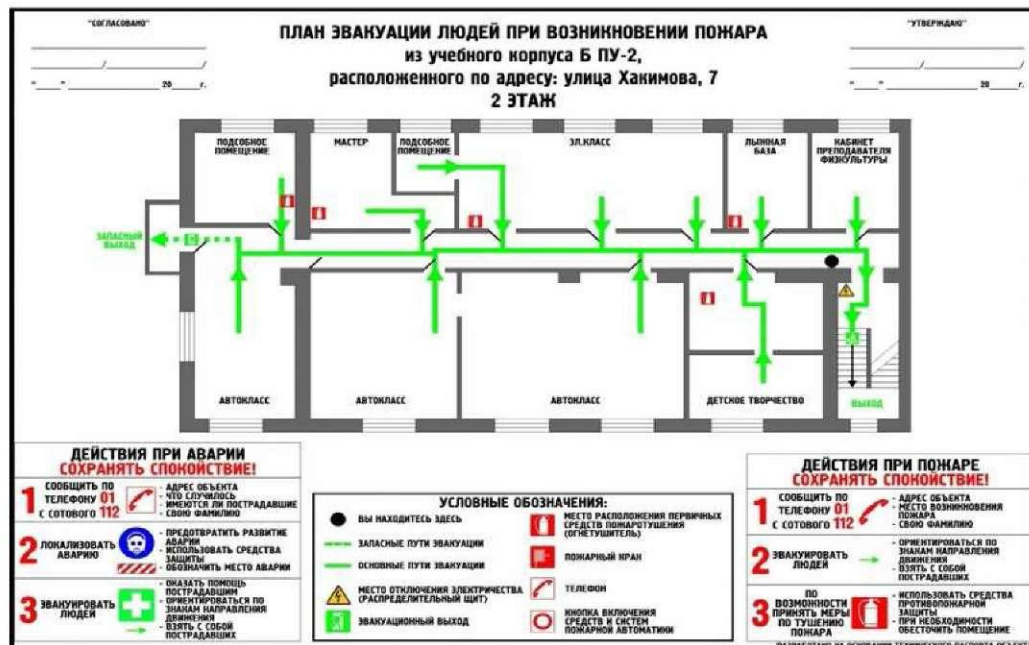 "СОГЛАСОВАНО"
"УТВЕРЖДАЮ"
"____"____________20____г.
"____"____________20____г.
ПЛАН ЭВАКУАЦИИ ЛЮДЕЙ ПРИ ВОЗНИКНОВЕНИИ ПОЖАРА
из учебного корпуса Б ПУ-2,
расположенного по адресу: улица Хакимова, 7
2 ЭТАЖ
ПОДСОБНОЕ
ПОМЕЩЕНИЕ
МАСТЕР
ПОДСОБНОЕ
ПОМЕЩЕНИЕ
ЭЛ.КЛАСС
ЛЫЖНАЯ
БАЗА
КАБИНЕТ
ПРЕПОДАВАТЕЛЯ
ФИЗКУЛЬТУРЫ
ЗАПАСНЫЙ
ВЫХОД
АВТОКЛАСС
АВТОКЛАСС
АВТОКЛАСС
ДЕТСКОЕ ТВОРЧЕСТВО
ВЫХОД
ДЕЙСТВИЯ ПРИ АВАРИИ
СОХРАНЯТЬ СПОКОЙСТВИЕ!
1 СООБЩИТЬ ПО
ТЕЛЕФОНУ 01
С СОТОВОГО 112
- АДРЕС ОБЪЕКТА
- ЧТО СЛУЧИЛОСЬ
- ИМЕЮТСЯ ЛИ ПОСТРАДАВШИЕ
- СВОЮ ФАМИЛИЮ
2 ЛОКАЛИЗОВАТЬ
АВАРИЮ
- ПРЕДОТВРАТИТЬ РАЗВИТИЕ
АВАРИИ
- ИСПОЛЬЗОВАТЬ СРЕДСТВА
ЗАЩИТЫ
- ОБОЗНАЧИТЬ МЕСТО АВАРИИ
3 ЭВАКУИРОВАТЬ
ЛЮДЕЙ
- ОКАЗАТЬ ПОМОЩЬ
ПОСТРАДАВШИМ
- ОРИЕНТИРОВАТЬСЯ ПО
ЗНАКАМ НАПРАВЛЕНИЯ
ДВИЖЕНИЯ
- ВЗЯТЬ С СОБОЙ
ПОСТРАДАВШИХ
УСЛОВНЫЕ ОБОЗНАЧЕНИЯ:
ВЫ НАХОДИТЕСЬ ЗДЕСЬ
ЗАПАСНЫЕ ПУТИ ЭВАКУАЦИИ
ОСНОВНЫЕ ПУТИ ЭВАКУАЦИИ
МЕСТО ОТКЛЮЧЕНИЯ ЭЛЕКТРИЧЕСТВА
(РАСПРЕДЕЛИТЕЛЬНЫЙ ЩИТ)
ЭВАКУАЦИОННЫЙ ВЫХОД
МЕСТО РАСПОЛОЖЕНИЯ ПЕРВИЧНЫХ
СРЕДСТВ ПОЖАРОТУШЕНИЯ
(ОГНЕТУШИТЕЛЬ)
ПОЖАРНЫЙ КРАН
ТЕЛЕФОН
КНОПКА ВКЛЮЧЕНИЯ
СРЕДСТВ И СИСТЕМ
ПОЖАРНОЙ АВТОМАТИКИ
ДЕЙСТВИЯ ПРИ ПОЖАРЕ
СОХРАНЯТЬ СПОКОЙСТВИЕ!
1 СООБЩИТЬ ПО
ТЕЛЕФОНУ 01
С СОТОВОГО 112
- АДРЕС ОБЪЕКТА
- МЕСТО ВОЗНИКНОВЕНИЯ
ПОЖАРА
- СВОЮ ФАМИЛИЮ
2 ЭВАКУИРОВАТЬ
ЛЮДЕЙ
- ОРИЕНТИРОВАТЬСЯ ПО
ЗНАКАМ НАПРАВЛЕНИЯ
ДВИЖЕНИЯ
- ВЗЯТЬ С СОБОЙ
ПОСТРАДАВШИХ
3 ПО
ВОЗМОЖНОСТИ
ПРИНЯТЬ МЕРЫ
ПО ТУШЕНИЮ
ПОЖАРА
- ИСПОЛЬЗОВАТЬ СРЕДСТВА
ПРОТИВОПОЖАРНОЙ
ЗАЩИТЫ
- ПРИ НЕОБХОДИМОСТИ
ОБЕСТОЧИТЬ ПОМЕЩЕНИЕ